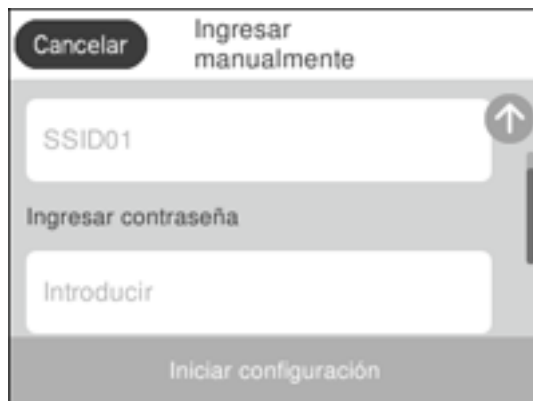 Cancelar
Ingresar
manualmente
SSID01
Ingresar contraseña
Introducir
Iniciar configuración